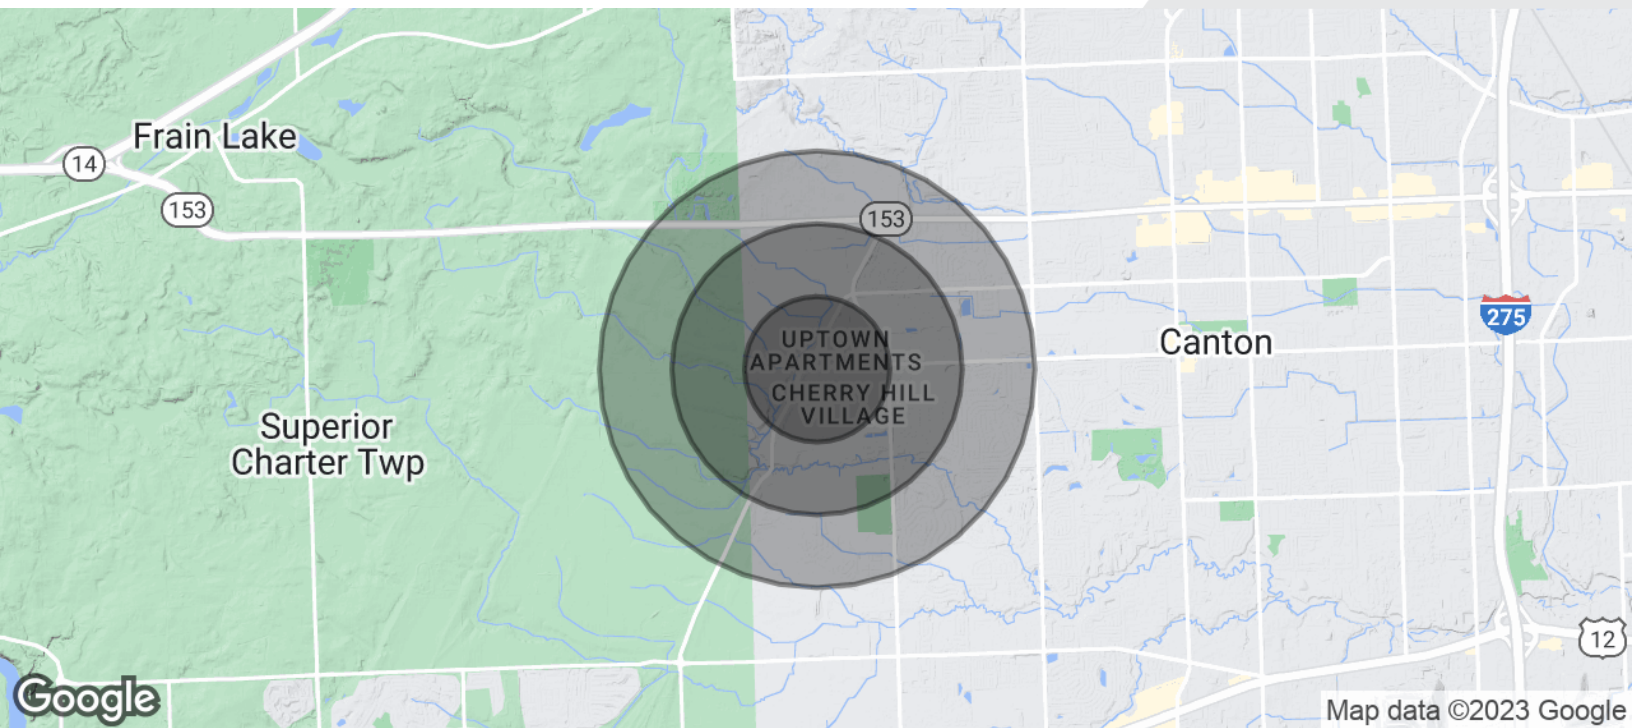 Frain Lake
14
153
153
UPTOWN
APARTMENTS
CHERRY HILL
VILLAGE
275
Canton
Superior
Charter Twp
12
Google
Map data ©2023 Google